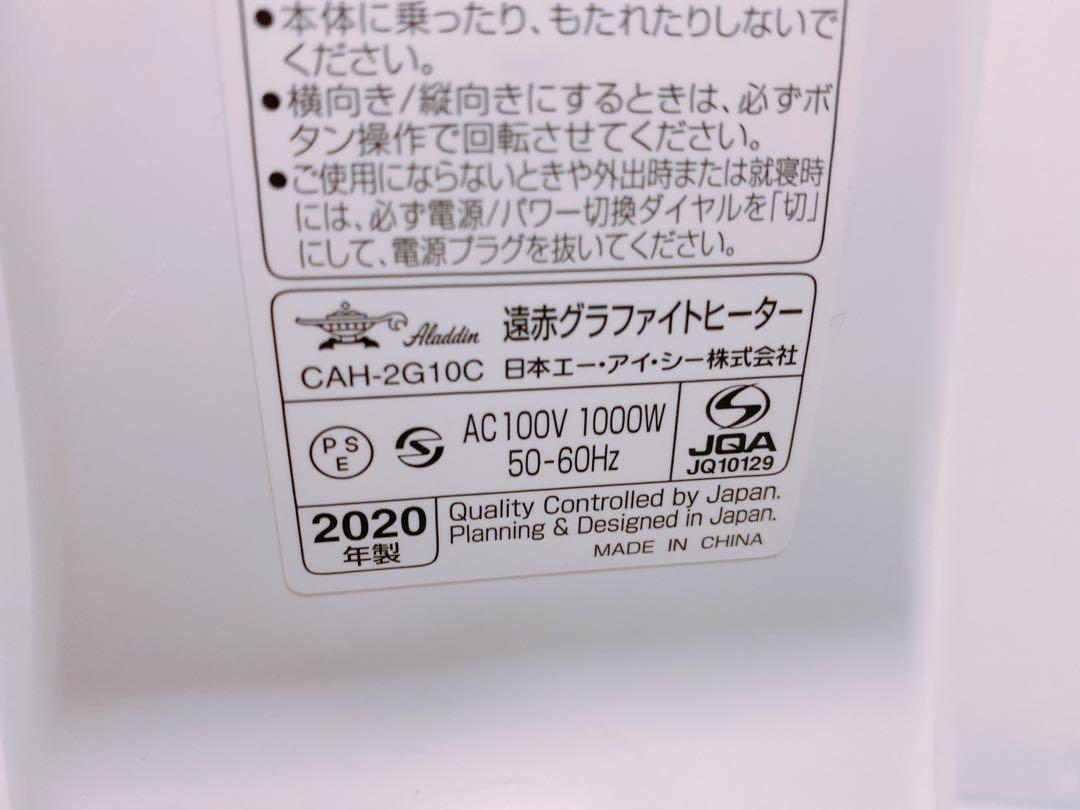 ●本体に乗ったり、もたれたりしないで
ください。
●横向き/縦向きにするときは、必ずボ
タン操作で回転させてください。
●ご使用にならないときや外出時または就寝時
には、必ず電源/パワー切換ダイヤルを「切」
にして、電源プラグを抜いてください。
Aladdin 遠赤グラファイトヒーター
CAH-2G10C 日本エー・アイ・シー株式会社
PSE
AC100V 1000W
50-60Hz
JQA
JQ10129
2020
年製
Quality Controlled by Japan.
Planning & Designed in Japan.
MADE IN CHINA